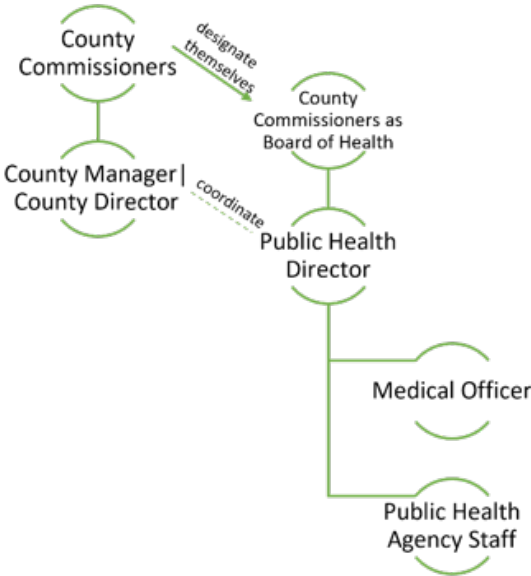 County
Commissioners
designate
themselves
County
Commissioners as
Board of Health
County Manager|
County Director
coordinate
Public Health
Director
Medical Officer
Public Health
Agency Staff